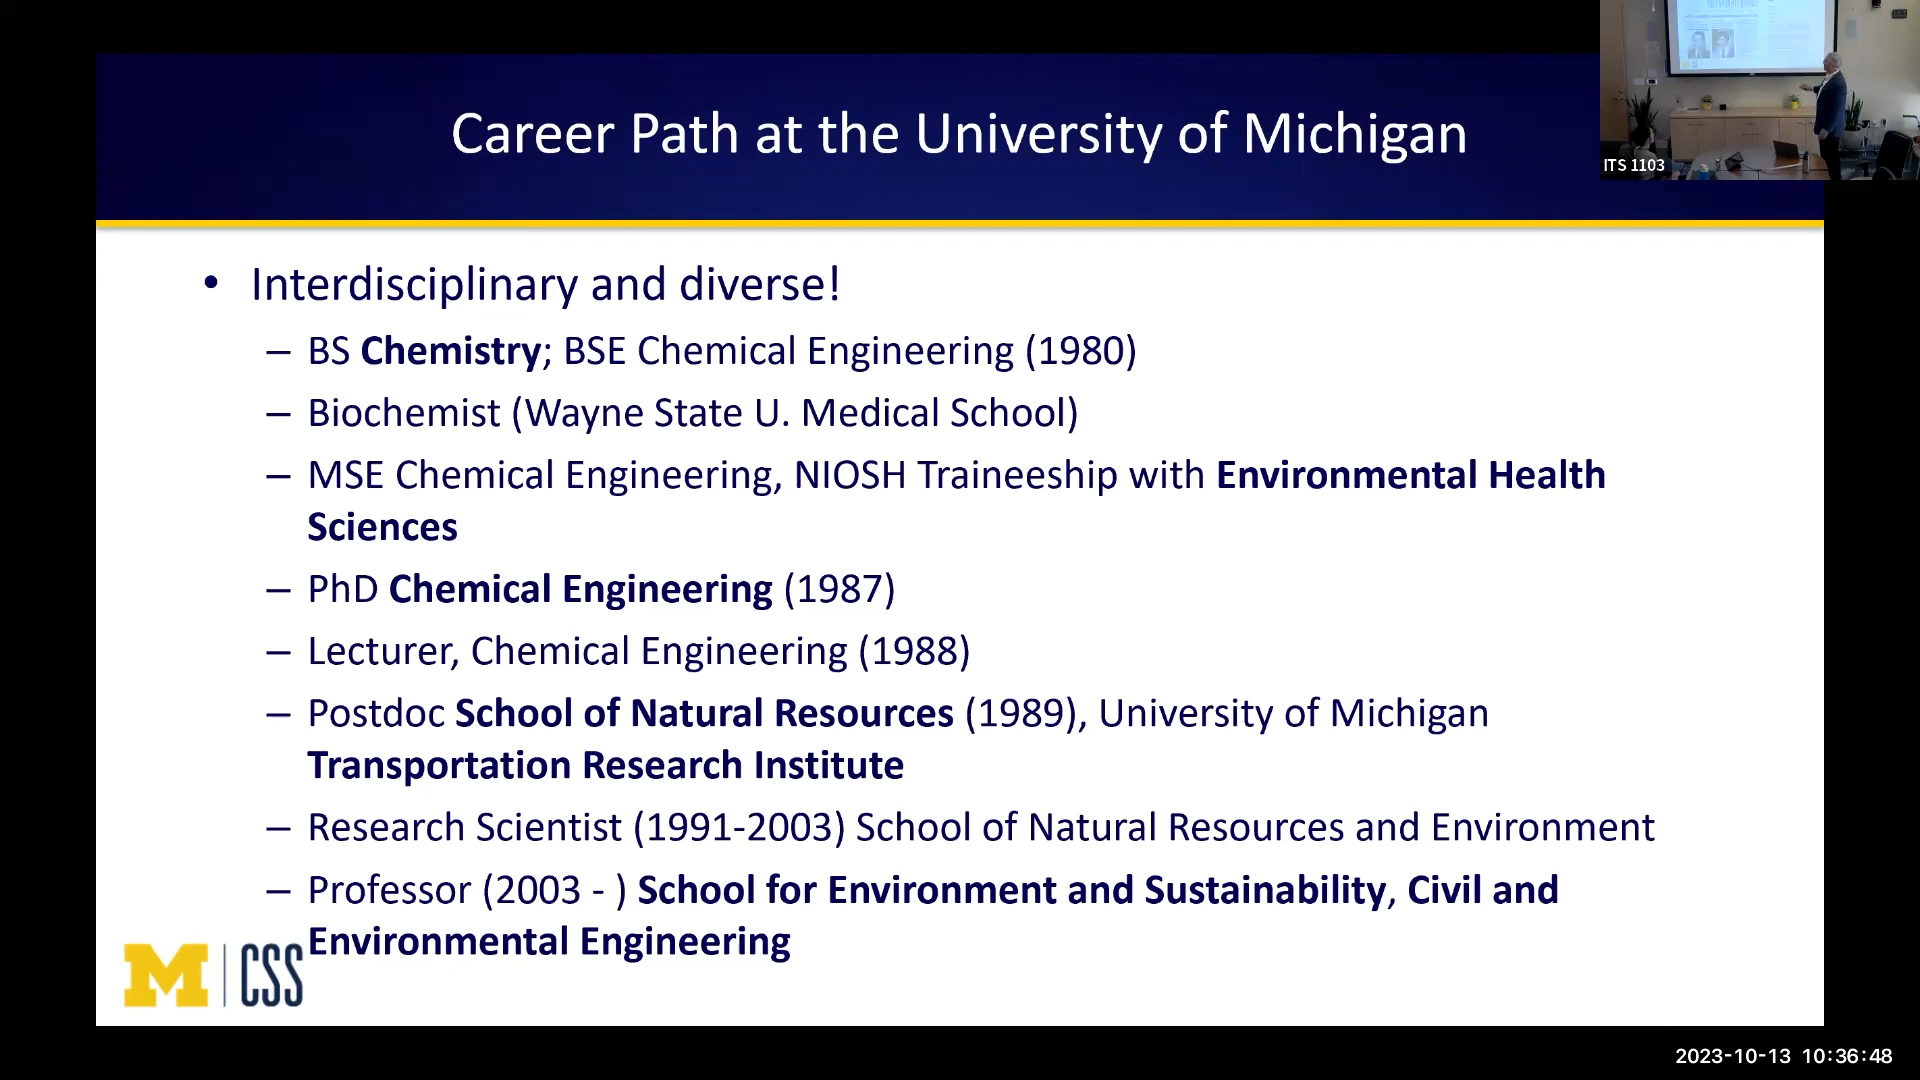 Career Path at the University of Michigan
ITS 1103
• Interdisciplinary and diverse!
– BS Chemistry; BSE Chemical Engineering (1980)
– Biochemist (Wayne State U. Medical School)
– MSE Chemical Engineering, NIOSH Traineeship with Environmental Health
Sciences
– PhD Chemical Engineering (1987)
– Lecturer, Chemical Engineering (1988)
– Postdoc School of Natural Resources (1989), University of Michigan
Transportation Research Institute
– Research Scientist (1991-2003) School of Natural Resources and Environment
– Professor (2003 - ) School for Environment and Sustainability, Civil and
Environmental Engineering
M | CSS
2023-10-13 10:36:48